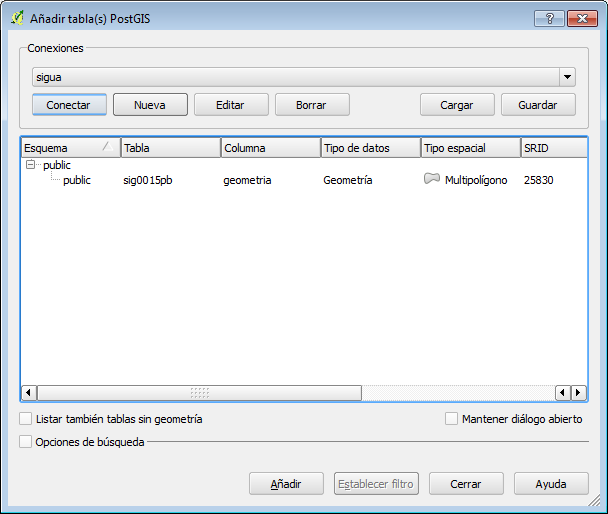 Añadir tabla(s) PostGIS
Conexiones
sigua
Conectar Nueva Editar Borrar Cargar Guardar
Esquema Tabla Columna Tipo de datos Tipo espacial SRID
public
public sig0015pb geometria Geometría Multipolígono 25830
Listar también tablas sin geometría Mantener diálogo abierto
Opciones de búsqueda
Añadir Establecer filtro Cerrar Ayuda